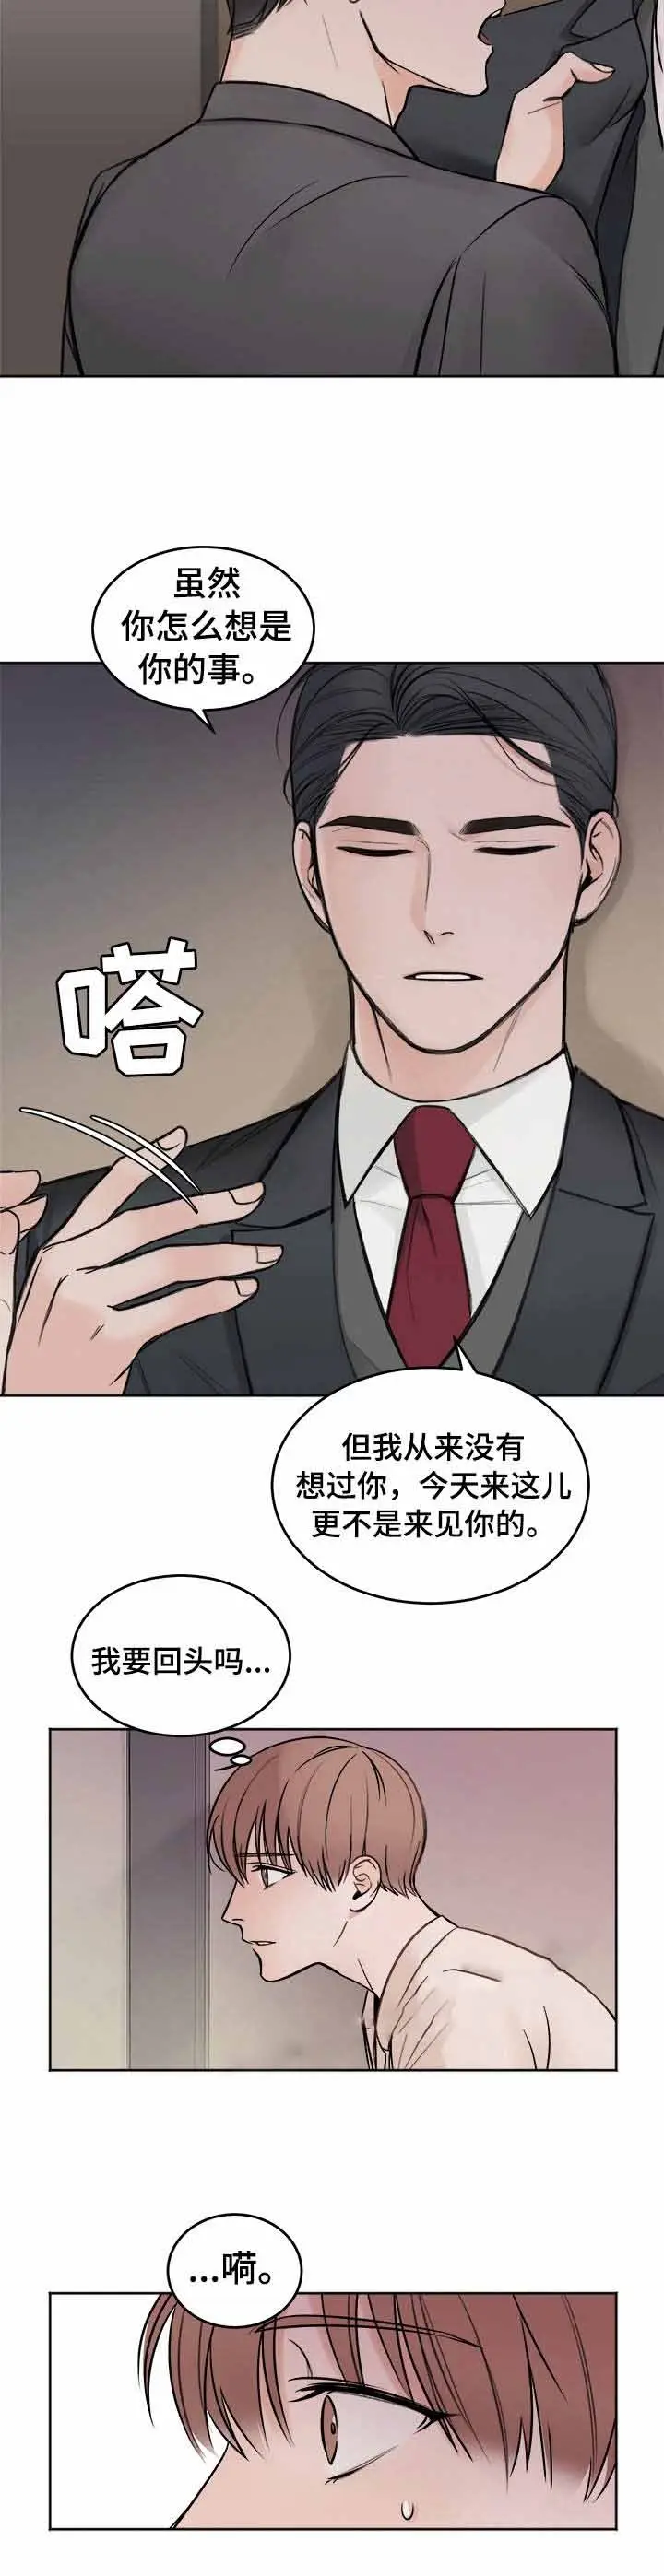 虽然
你怎么想是
你的事。
嗒
但我从来没有
想过你，今天来这儿
更不是来见你的。
我要回头吗...
...嗬。